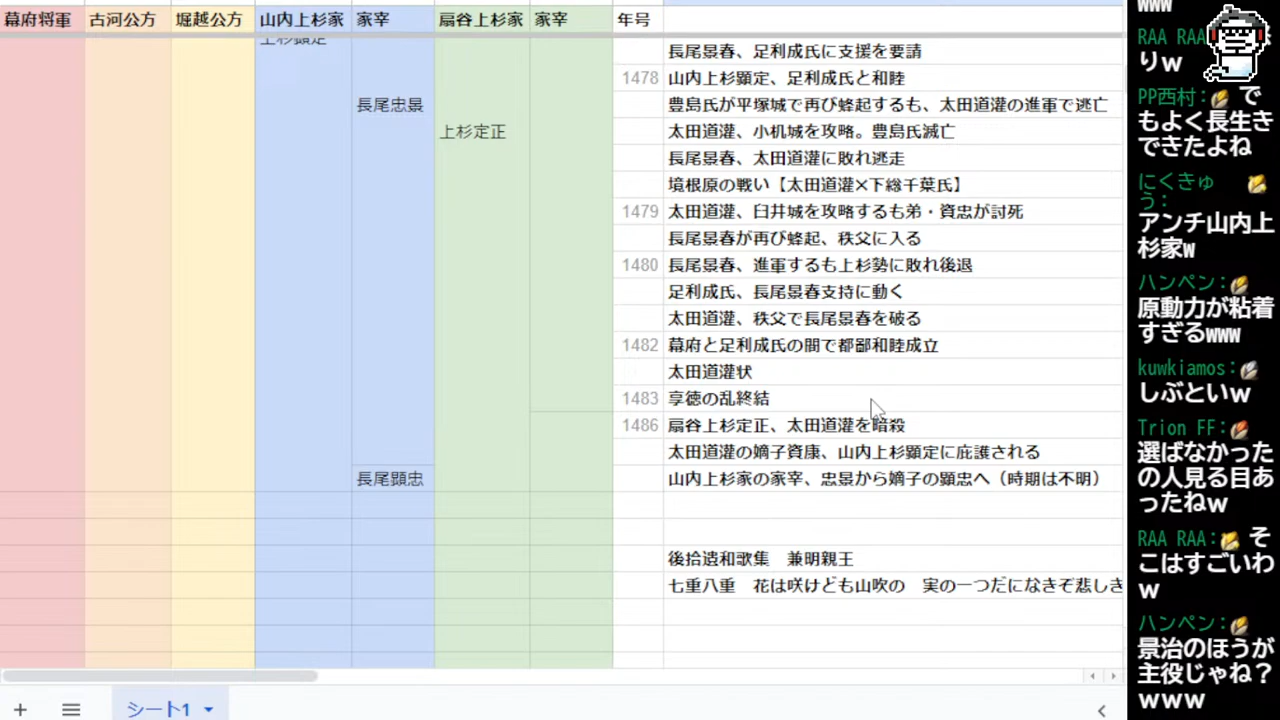 幕府将軍 古河公方 堀越公方 山内上杉家 家宰 扇谷上杉家 家宰 年号
上杉顕定
長尾景春、足利成氏に支援を要請
1478 山内上杉顕定、足利成氏と和睦
長尾忠景 豊島氏が平塚城で再び蜂起するも、太田道灌の進軍で逃亡
上杉定正 太田道灌、小机城を攻略。豊島氏滅亡
長尾景春、太田道灌に敗れ逃走
境根原の戦い【太田道灌×下総千葉氏】
1479 太田道灌、臼井城を攻略するも弟・資忠が討死
長尾景春が再び蜂起、秩父に入る
1480 長尾景春、進軍するも上杉勢に敗れ後退
足利成氏、長尾景春支持に動く
太田道灌、秩父で長尾景春を破る
1482 幕府と足利成氏の間で都鄙和睦成立
太田道灌状
1483 享徳の乱終結
1486 扇谷上杉定正、太田道灌を暗殺
太田道灌の嫡子資康、山内上杉顕定に庇護される
長尾顕忠 山内上杉家の家宰、忠景から嫡子の顕忠へ（時期は不明）
後拾遺和歌集 兼明親王
七重八重 花は咲けども山吹の 実の一つだになきぞ悲しき
シート1
www
RAA RAA
りw
PP西村: で
もよく長生き
できたよね
にくきゅ
う:
アンチ山内上
杉家w
ハンペン:
原動力が粘着
すぎるwww
kuwkiamos:
しぶといw
Trion FF:
選ばなかった
の人見る目あ
ったねw
RAA RAA: そ
こはすごいわ
w
ハンペン:
景治のほうが
主役じゃね？
www